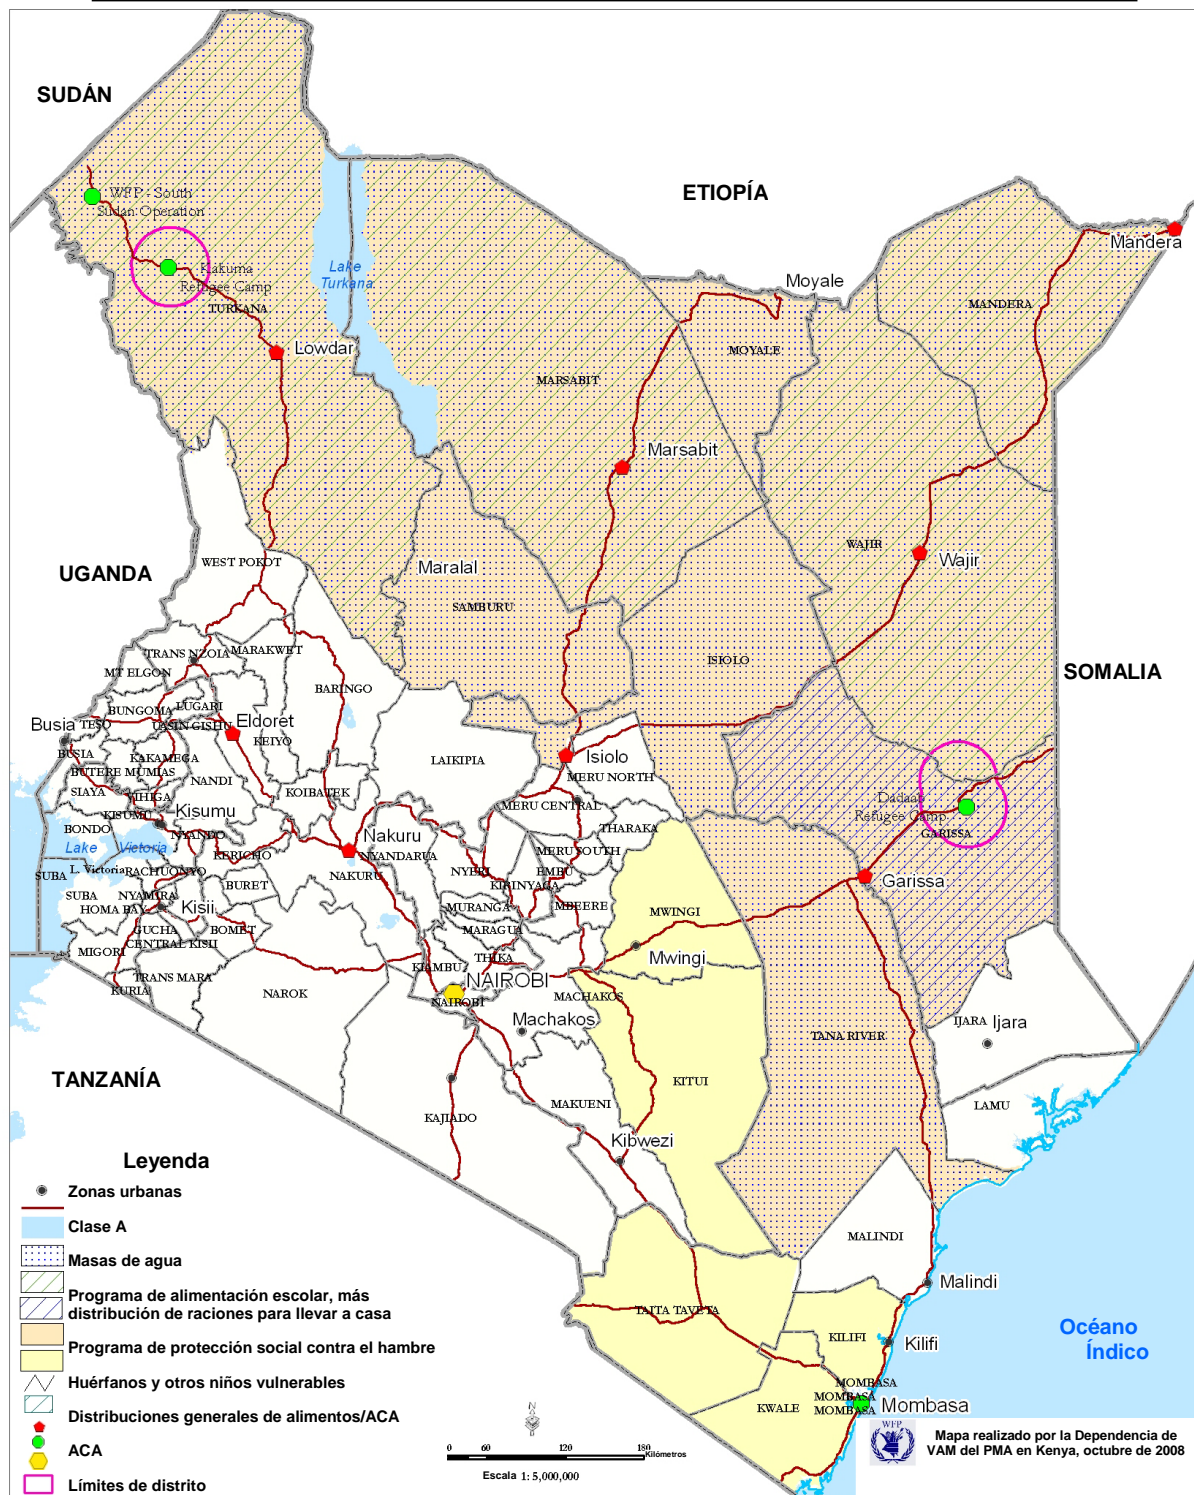 SUDÁN
ETIOPÍA
WFP - South
Sudan Operation
Mandera
Kakuma
Refugee Camp
Lake
Turkana
Moyale
MANDERA
TURKANA
Lowdar
MOYALE
MARSABIT
Marsabit
WAJIR
Wajir
WEST POKOT
UGANDA
Maralal
SAMBURU
ISIOLO
SOMALIA
TRANS NZOIA
MARAKWET
MT ELGON
BARINGO
BUNGOMA
LUGARI
Busia
TESO
UASIN GISHU
Eldoret
KEIYO
BUSIA
KAKAMEGA
LAIKIPIA
Isiolo
BUTERE MUMIAS
NANDI
MERU NORTH
SIAYA
VIHIGA
KOIBATEK
MERU CENTRAL
Dadaab
Refugee Camp
KISUMU
Kisumu
BONDO
NYANDO
THARAKA
GARISSA
Lake Victoria
KERICHO
Nakuru
NYANDARUA
MERU SOUTH
SUBA
L. Victoria
RACHUONYO
NAKURU
NYERI
EMBU
Garissa
SUBA
NYAMIRA
BURET
KIRINYAGA
HOMA BAY
Kisii
MURANGA
MBEERE
MWINGI
GUCHA
BOMET
MARAGUA
CENTRAL KISII
MIGORI
Mwingi
KIAMBU
THIKA
TRANS MARA
NAIROBI
KURIA
NAROK
NAIROBI
MACHAKOS
Machakos
IJARA
Ijara
TANA RIVER
TANZANÍA
KITUI
MAKUENI
LAMU
KAJIADO
Kibwezi
Leyenda
Zonas urbanas
Clase A
MALINDI
Masas de agua
Malindi
Programa de alimentación escolar, más
distribución de raciones para llevar a casa
TAITA TAVETA
Océano
Índico
KILIFI
Kilifi
Programa de protección social contra el hambre
Huérfanos y otros niños vulnerables
MOMBASA
MOMBASA
MOMBASA
Mombasa
KWALE
Distribuciones generales de alimentos/ACA
N
WFP
Mapa realizado por la Dependencia de
VAM del PMA en Kenya, octubre de 2008
ACA
0 60 120 180
Kilómetros
Escala 1: 5,000,000
Límites de distrito